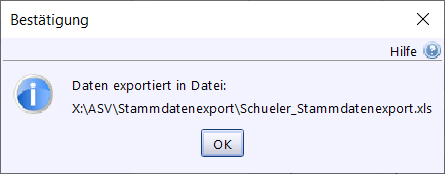 Bestätigung
Hilfe
Daten exportiert in Datei:
X:\ASV\Stammdatenexport\Schueler_Stammdatenexport.xls
OK